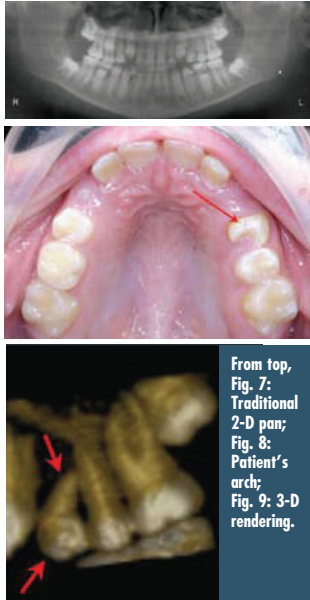 R
L
From top,
Fig. 7:
Traditional
2-D pan;
Fig. 8:
Patient's
arch;
Fig. 9: 3-D
rendering.